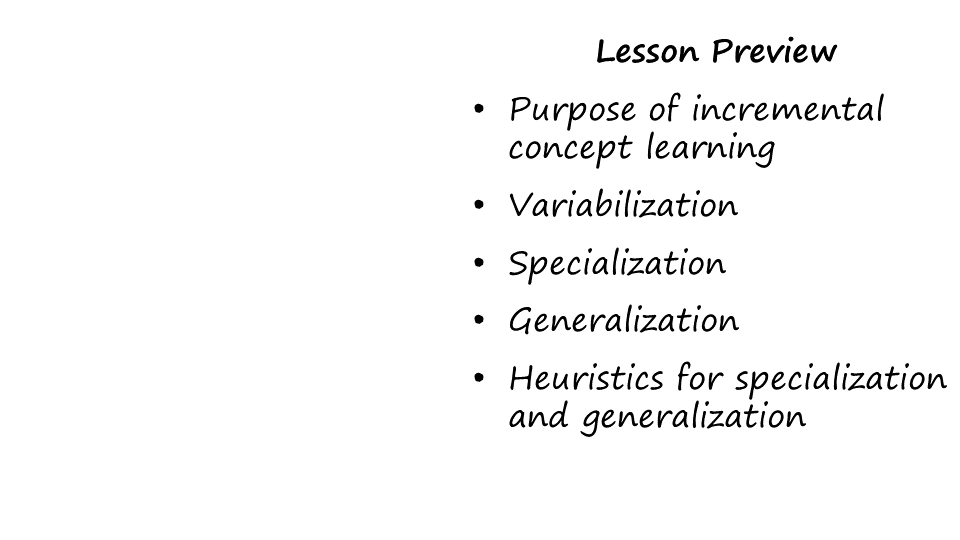 Lesson Preview
• Purpose of incremental
concept learning
• Variabilization
• Specialization
• Generalization
• Heuristics for specialization
and generalization